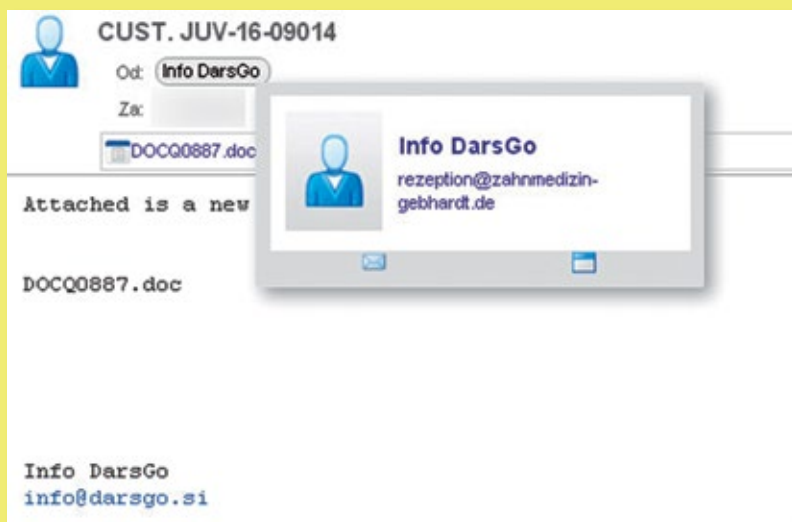 CUST. JUV-16-09014
Od: Info DarsGo
Za:
DOCQ0887.doc
Info DarsGo
rezeption@zahnmedizin-
gebhardt.de
Attached is a new
DOCQ0887.doc
Info DarsGo
info@darsgo.si